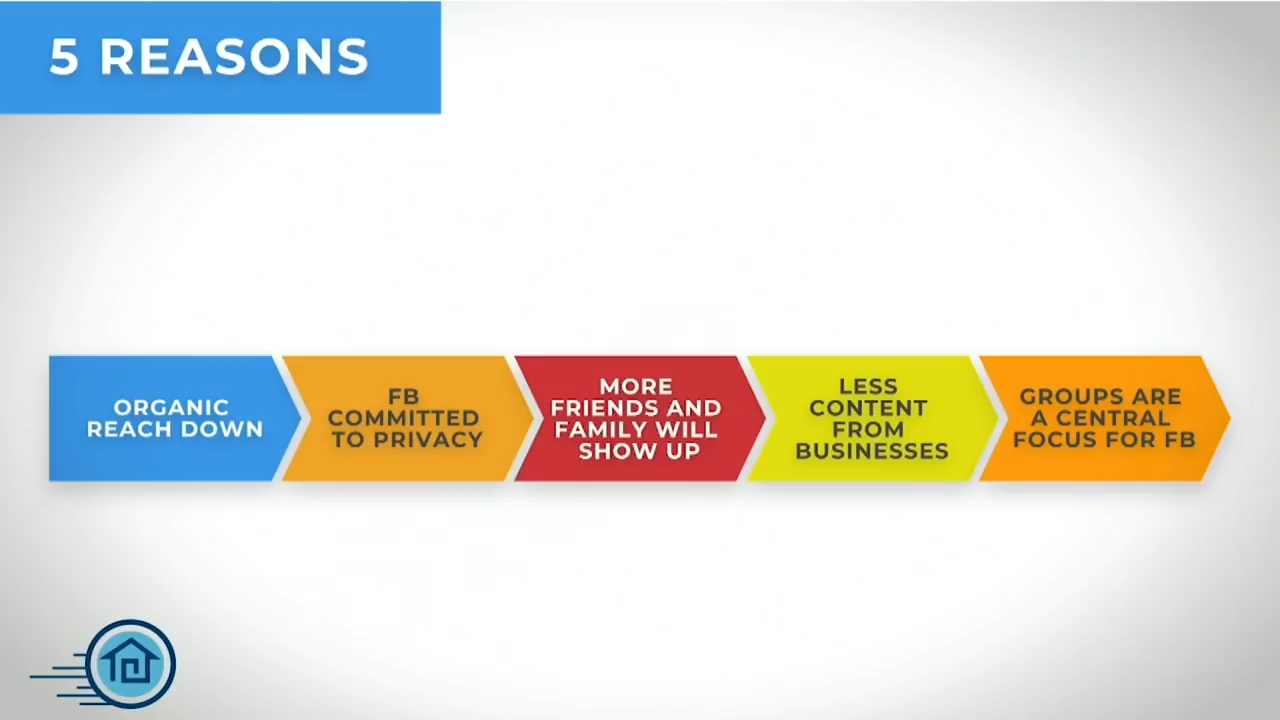 5 REASONS
ORGANIC
REACH DOWN
FB
COMMITTED
TO PRIVACY
MORE
FRIENDS AND
FAMILY WILL
SHOW UP
LESS
CONTENT
FROM
BUSINESSES
GROUPS ARE
A CENTRAL
FOCUS FOR FB